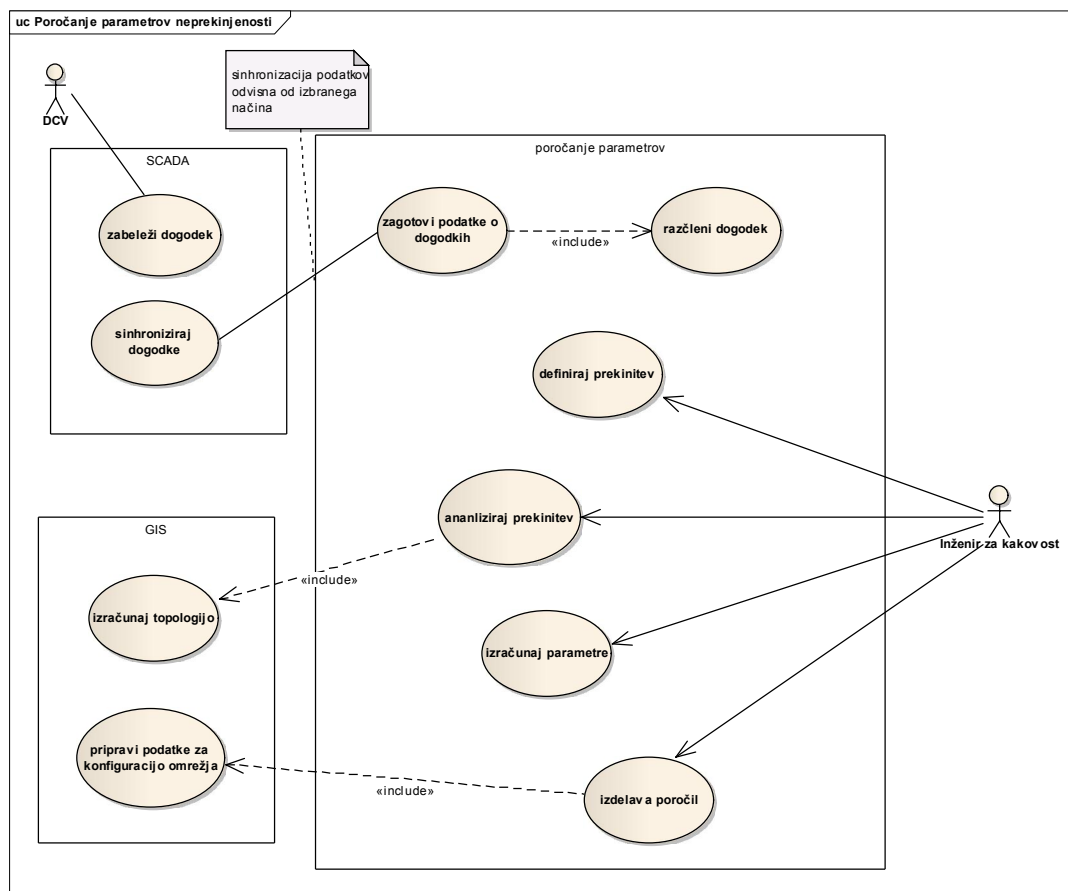 uc Poročanje parametrov neprekinjenosti
DCV
sinhronizacija podatkov
odvisna od izbranega
načina
SCADA
zabeleži dogodek
sinhroniziraj
dogodke
poročanje parametrov
zagotovi podatke o
dogodkih
«include»
razčleni dogodek
definiraj prekinitev
ananliziraj prekinitev
Inženir za kakovost
GIS
«include»
izračunaj topologijo
izračunaj parametre
pripravi podatke za
konfiguracijo omrežja
«include»
izdelava poročil